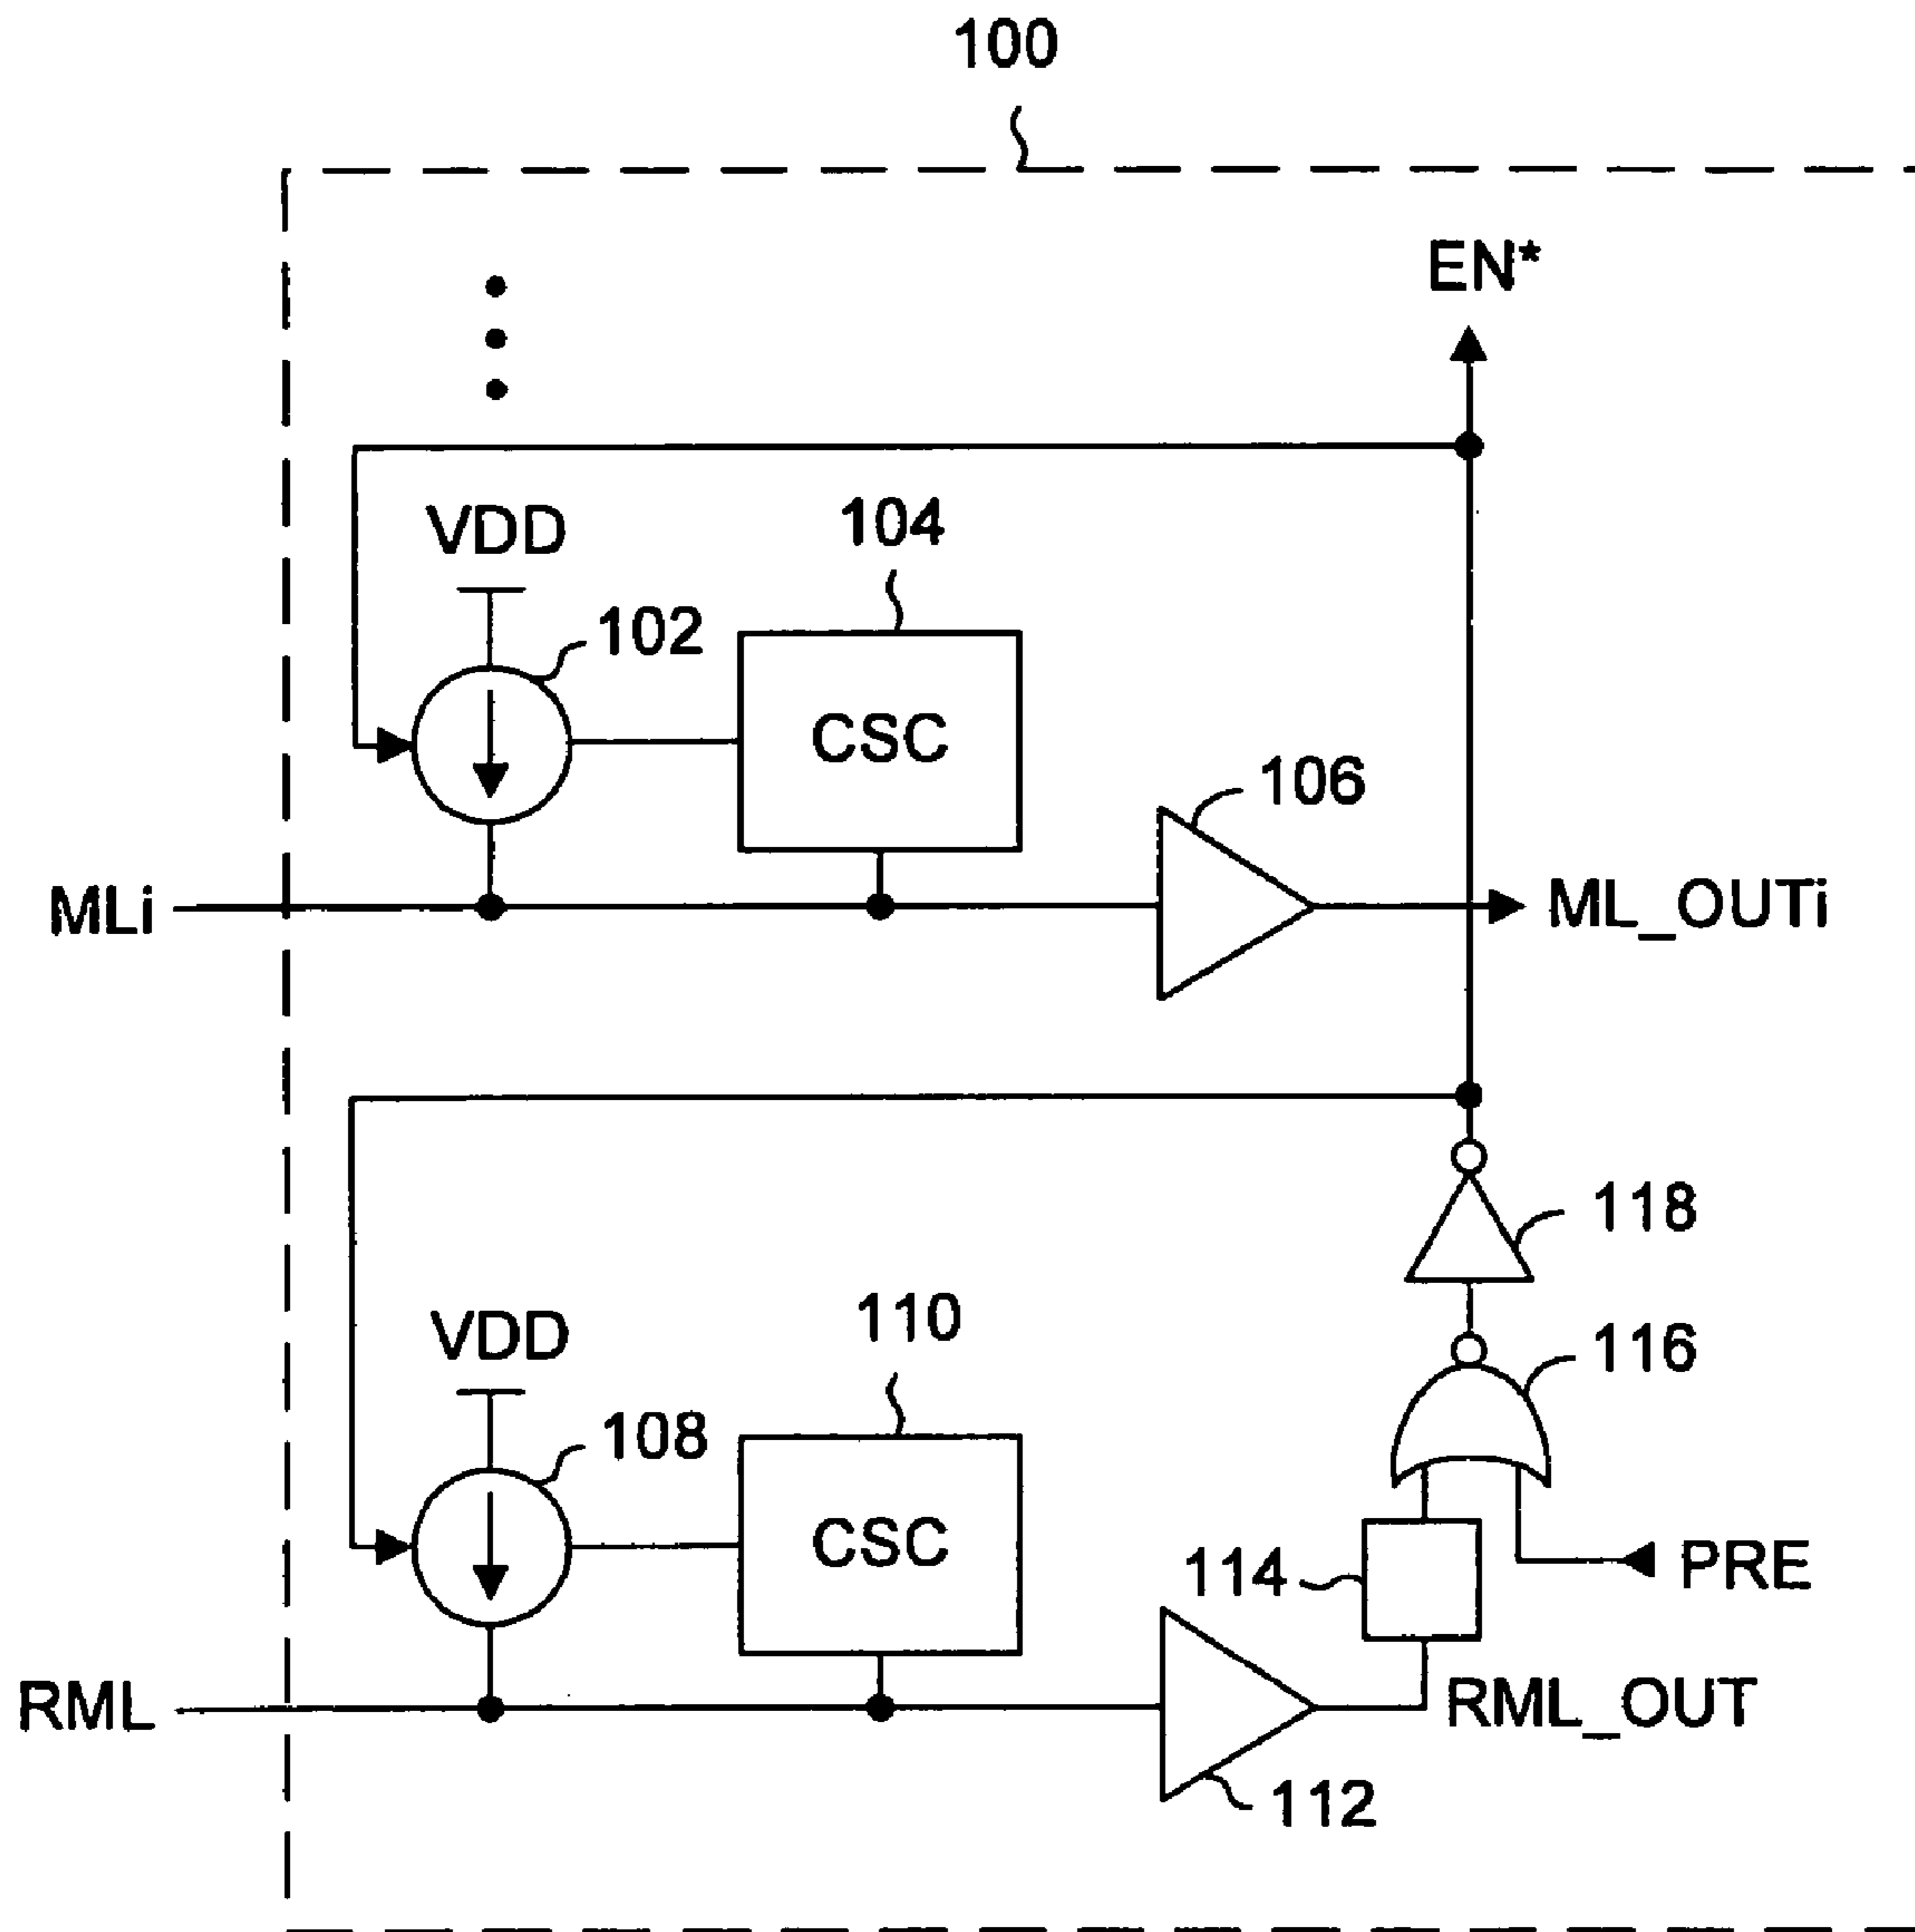 100
EN*
VDD
104
102
CSC
106
MLi
ML_OUTi
118
VDD
110
116
108
CSC
114
PRE
RML
RML_OUT
112